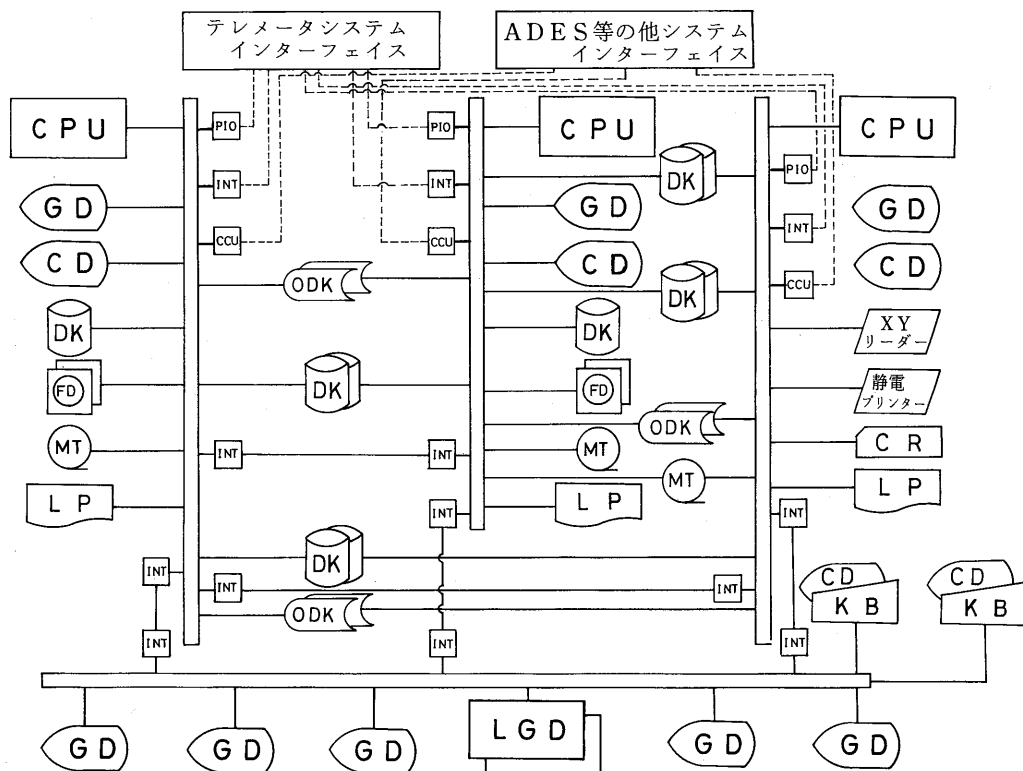 テレメータシステム
インターフェイス
ADES等の他システム
インターフェイス
CPU
PIO
PIO
CPU
CPU
DK
PIO
INT
INT
GD
GD
GD
INT
CCU
CCU
CD
CD
CD
ODK
DK
CCU
DK
DK
XY
リーダー
FD
DK
FD
静電
プリンター
ODK
MT
INT
INT
MT
CR
MT
LP
LP
LP
INT
INT
DK
INT
INT
INT
CD
KB
CD
KB
ODK
INT
INT
INT
GD
GD
GD
LGD
GD
GD